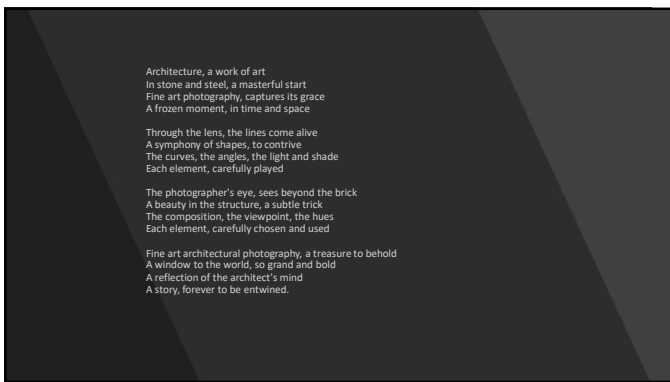 Architecture, a work of art
In stone and steel, a masterful start
Fine art photography, captures its grace
A frozen moment, in time and space

Through the lens, the lines come alive
A symphony of shapes, to contrive
The curves, the angles, the light and shade
Each element, carefully played

The photographer's eye, sees beyond the brick
A beauty in the structure, a subtle trick
The composition, the viewpoint, the hues
Each element, carefully chosen and used

Fine art architectural photography, a treasure to behold
A window to the world, so grand and bold
A reflection of the architect's mind
A story, forever to be entwined.